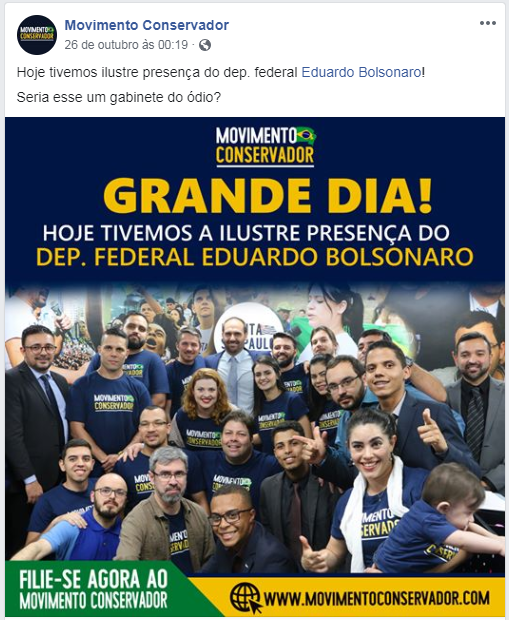 Movimento Conservador
26 de outubro às 00:19 ·
Hoje tivemos ilustre presença do dep. federal Eduardo Bolsonaro!
Seria esse um gabinete do ódio?
MOVIMENTO
CONSERVADOR
GRANDE DIA!
HOJE TIVEMOS A ILUSTRE PRESENÇA DO
DEP. FEDERAL EDUARDO BOLSONARO
MOVIMENTO
CONSERVADOR
FILIE-SE AGORA AO
MOVIMENTO CONSERVADOR
WWW.MOVIMENTOCONSERVADOR.COM